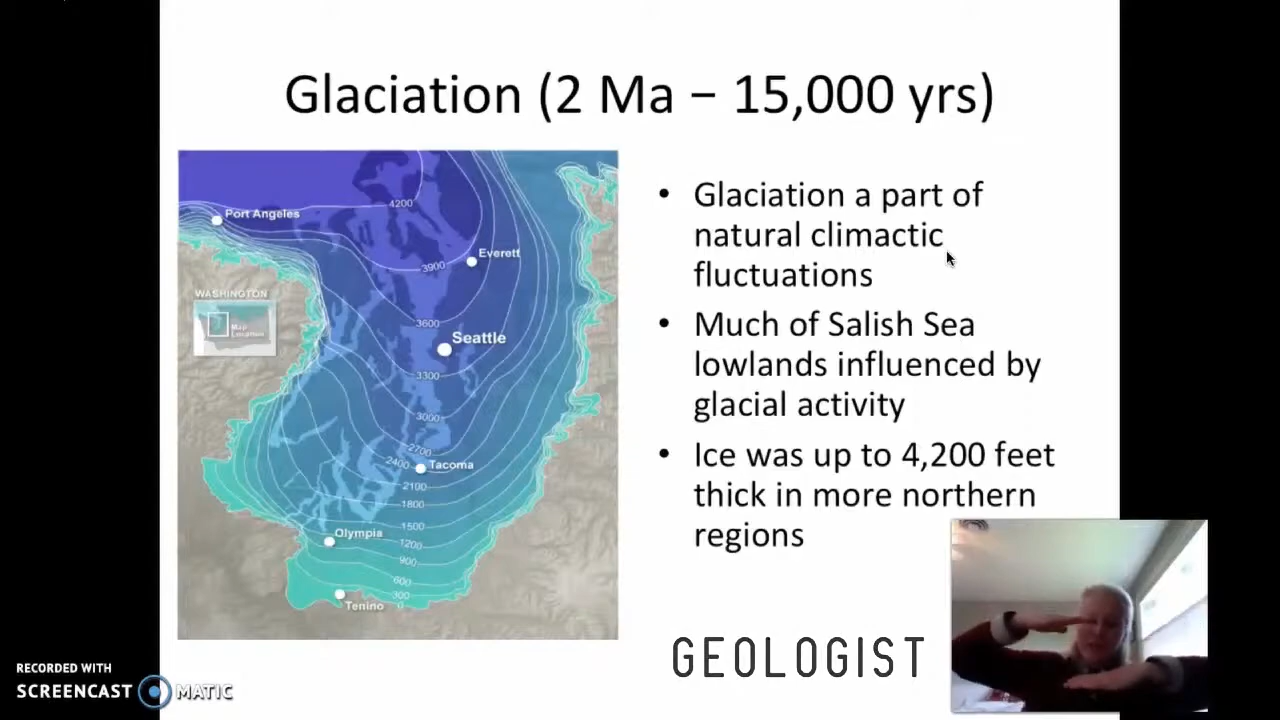 Glaciation (2 Ma – 15,000 yrs)
4200
Port Angeles
Everett
3900
WASHINGTON
Map
Location
3600
Seattle
3300
3000
2700
2400
Tacoma
2100
1800
1500
Olympia
1200
900
600
300
0
Tenino
• Glaciation a part of
natural climactic
fluctuations
• Much of Salish Sea
lowlands influenced by
glacial activity
• Ice was up to 4,200 feet
thick in more northern
regions
GEOLOGIST
RECORDED WITH
SCREENCAST MATIC